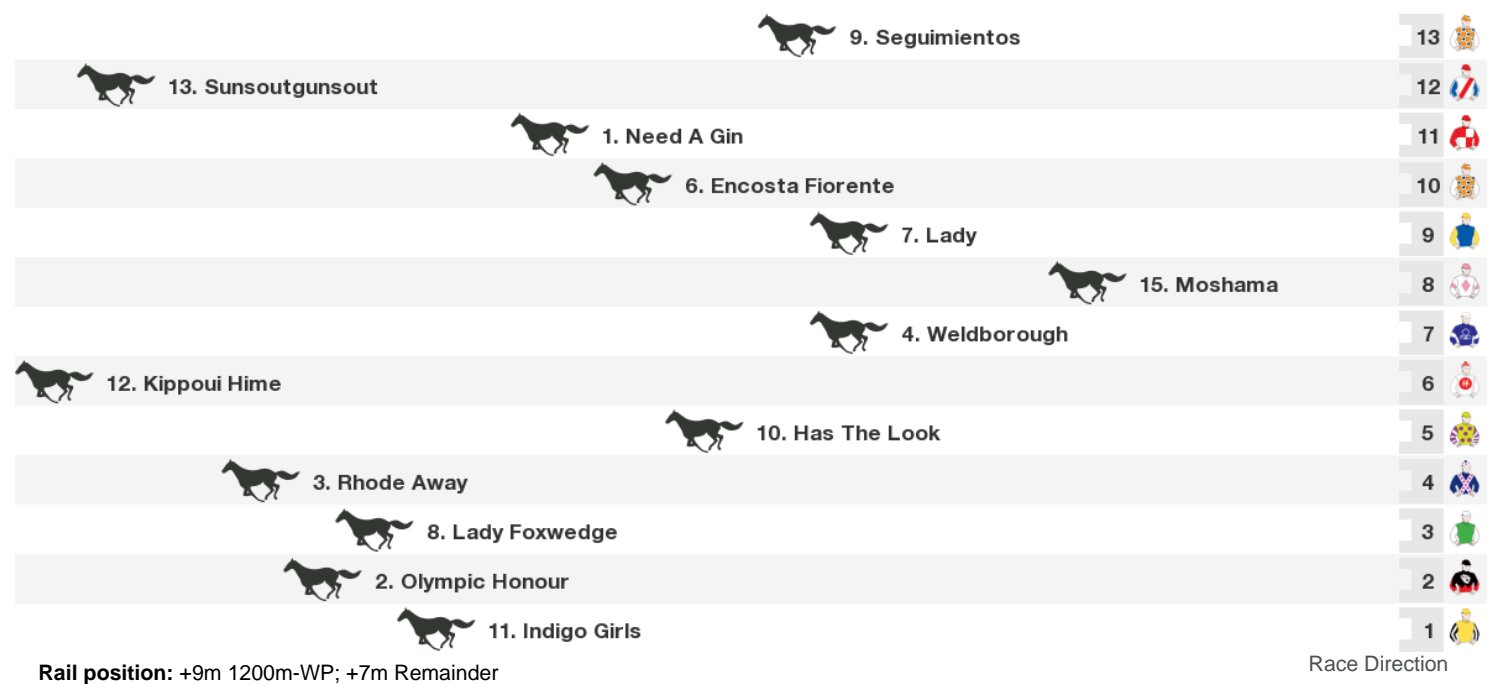 9. Seguimientos 13
13. Sunsoutgunsout 12
1. Need A Gin 11
6. Encosta Fiorente 10
7. Lady 9
15. Moshama 8
4. Weldborough 7
12. Kippoui Hime 6
10. Has The Look 5
3. Rhode Away 4
8. Lady Foxwedge 3
2. Olympic Honour 2
11. Indigo Girls 1
Rail position: +9m 1200m-WP; +7m Remainder
Race Direction